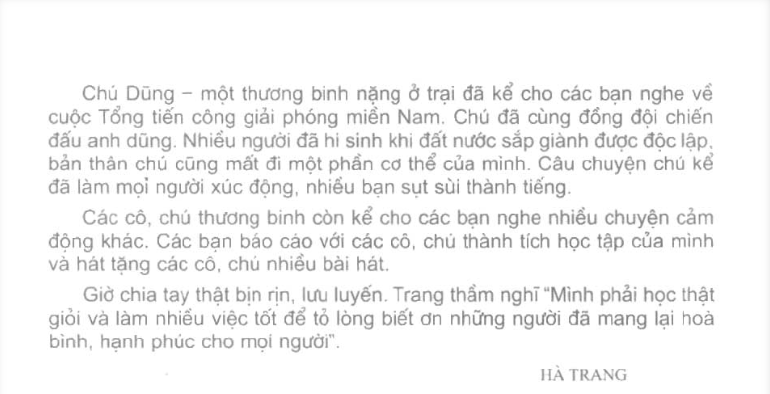 Chú Dũng – một thương binh nặng ở trại đã kể cho các bạn nghe về
cuộc Tổng tiến công giải phóng miền Nam. Chú đã cùng đồng đội chiến
đấu anh dũng. Nhiều người đã hi sinh khi đất nước sắp giành được độc lập,
bản thân chú cũng mất đi một phần cơ thể của mình. Câu chuyện chú kể
đã làm mọi người xúc động, nhiều bạn sụt sùi thành tiếng.
Các cô, chú thương binh còn kể cho các bạn nghe nhiều chuyện cảm
động khác. Các bạn báo cáo với các cô, chú thành tích học tập của mình
và hát tặng các cô, chú nhiều bài hát.
Giờ chia tay thật bịn rịn, lưu luyến. Trang thầm nghĩ “Mình phải học thật
giỏi và làm nhiều việc tốt để tỏ lòng biết ơn những người đã mang lại hoà
bình, hạnh phúc cho mọi người”.
HÀ TRANG